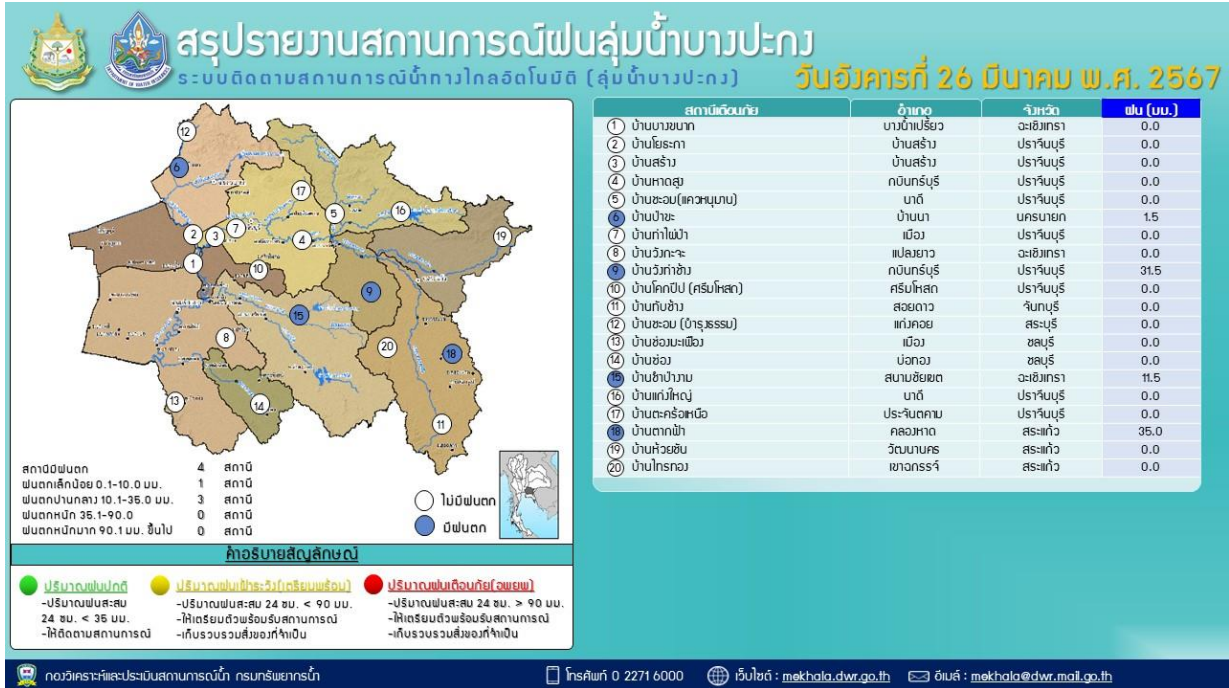 สรุปรายงานสถานการณ์ฝนลุ่มน้ำบางปะกง
ระบบติดตามสถานการณ์น้ำทางไกลอัตโนมัติ (ลุ่มน้ำบางปะกง)
วันอังคารที่ 26 มีนาคม พ.ศ. 2567
สถานีเตือนภัย อำเภอ จังหวัด ฝน (มม.)
1 บ้านบางขนาก บางน้ำเปรี้ยว ฉะเชิงเทรา 0.0
2 บ้านโยธะกา บ้านสร้าง ปราจีนบุรี 0.0
3 บ้านสร้าง บ้านสร้าง ปราจีนบุรี 0.0
4 บ้านหาดสูง กบินทร์บุรี ปราจีนบุรี 0.0
5 บ้านชะอม(แควหนุมาน) นาดี ปราจีนบุรี 0.0
6 บ้านป่าขะ บ้านนา นครนายก 1.5
7 บ้านท่าไผ่ป่า เมือง ปราจีนบุรี 0.0
8 บ้านวังกะจะ แปลงยาว ฉะเชิงเทรา 0.0
9 บ้านวังท่าช้าง กบินทร์บุรี ปราจีนบุรี 31.5
10 บ้านโคกปีป (ศรีมโหสถ) ศรีมโหสถ ปราจีนบุรี 0.0
11 บ้านทับช้าง สอยดาว จันทบุรี 0.0
12 บ้านชะอม (บำรุงธรรม) แก่งคอย สระบุรี 0.0
13 บ้านช่องมะเฟือง เมือง ชลบุรี 0.0
14 บ้านช่อง บ่อทอง ชลบุรี 0.0
15 บ้านชำป่างาม สนามชัยเขต ฉะเชิงเทรา 11.5
16 บ้านแก่งใหญ่ นาดี ปราจีนบุรี 0.0
17 บ้านตะคร้อเหนือ ประจันตคาม ปราจีนบุรี 0.0
18 บ้านตากฟ้า คลองหาด สระแก้ว 35.0
19 บ้านห้วยชัน วัฒนานคร สระแก้ว 0.0
20 บ้านไทรทอง เขาฉกรรจ์ สระแก้ว 0.0
12
6
17
5
16
2
3
7
4
19
1
10
9
15
8
20
18
13
14
11
สถานีมีฝนตก 4 สถานี
ฝนตกเล็กน้อย 0.1-10.0 มม. 1 สถานี
ฝนตกปานกลาง 10.1-35.0 มม. 3 สถานี
ฝนตกหนัก 35.1-90.0 0 สถานี
ฝนตกหนักมาก 90.1 มม. ขึ้นไป 0 สถานี
ไม่มีฝนตก
มีฝนตก
คำอธิบายสัญลักษณ์
ปริมาณฝนปกติ
-ปริมาณฝนสะสม
24 ชม. < 35 มม.
-ให้ติดตามสถานการณ์
ปริมาณฝนเฝ้าระวัง(เตรียมพร้อม)
-ปริมาณฝนสะสม 24 ชม. < 90 มม.
-ให้เตรียมตัวพร้อมรับสถานการณ์
-เก็บรวบรวมสิ่งของที่จำเป็น
ปริมาณฝนเตือนภัย(อพยพ)
-ปริมาณฝนสะสม 24 ชม. > 90 มม.
-ให้เตรียมตัวพร้อมรับสถานการณ์
-เก็บรวบรวมสิ่งของที่จำเป็น
กองวิเคราะห์และประเมินสถานการณ์น้ำ กรมทรัพยากรน้ำ
โทรศัพท์ 0 2271 6000
เว็บไซต์ : mekhala.dwr.go.th
อีเมล์ : mekhala@dwr.mail.go.th